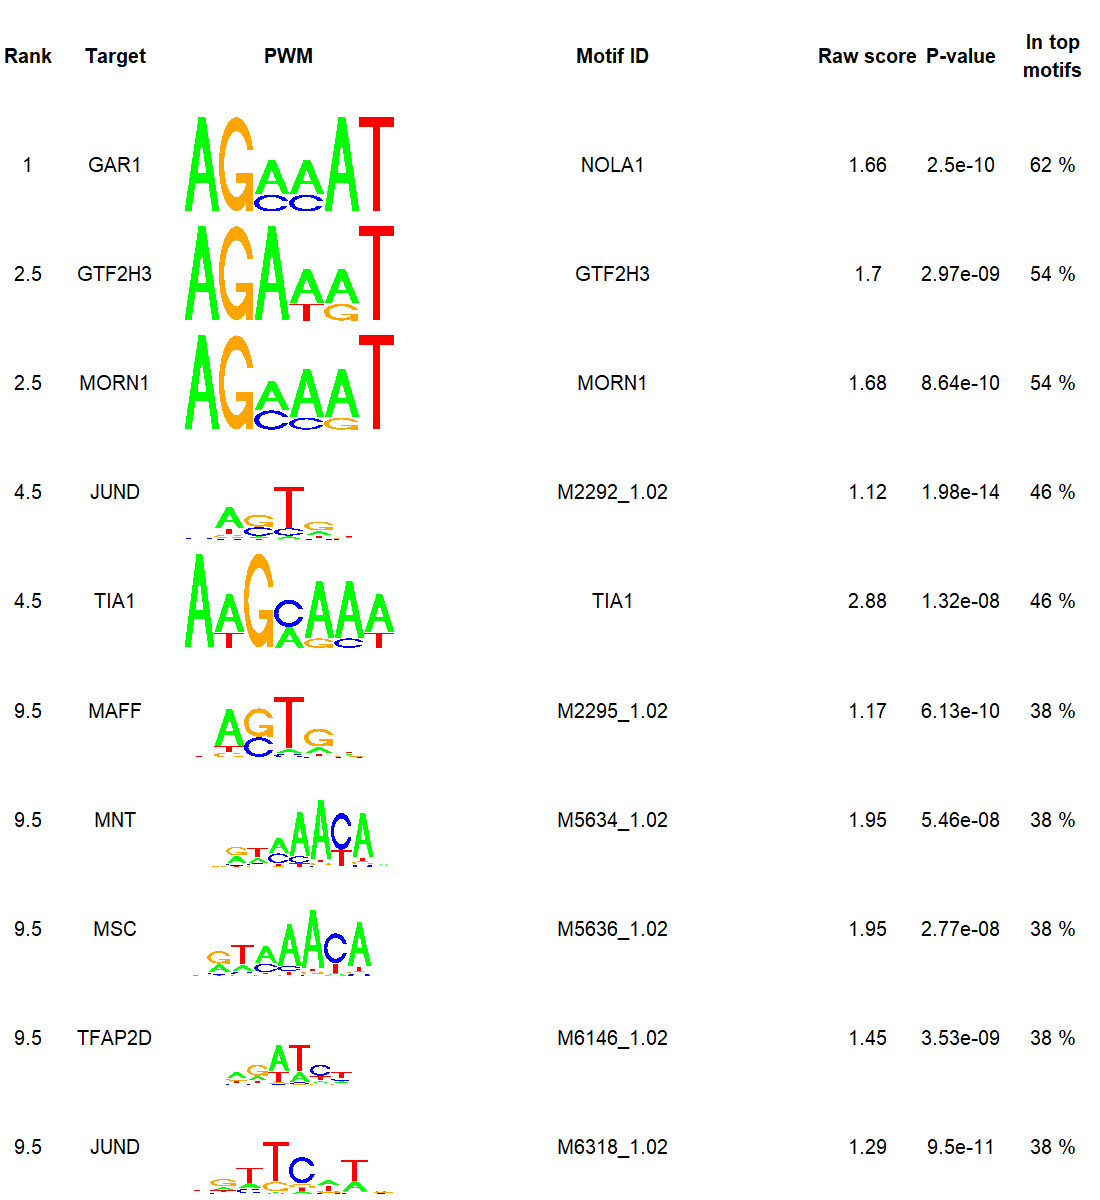 Rank Target PWM Motif ID Raw score P-value In top motifs
1 GAR1 NOLA1 1.66 2.5e-10 62 %
2.5 GTF2H3 GTF2H3 1.7 2.97e-09 54 %
2.5 MORN1 MORN1 1.68 8.64e-10 54 %
4.5 JUND M2292_1.02 1.12 1.98e-14 46 %
4.5 TIA1 TIA1 2.88 1.32e-08 46 %
9.5 MAFF M2295_1.02 1.17 6.13e-10 38 %
9.5 MNT M5634_1.02 1.95 5.46e-08 38 %
9.5 MSC M5636_1.02 1.95 2.77e-08 38 %
9.5 TFAP2D M6146_1.02 1.45 3.53e-09 38 %
9.5 JUND M6318_1.02 1.29 9.5e-11 38 %